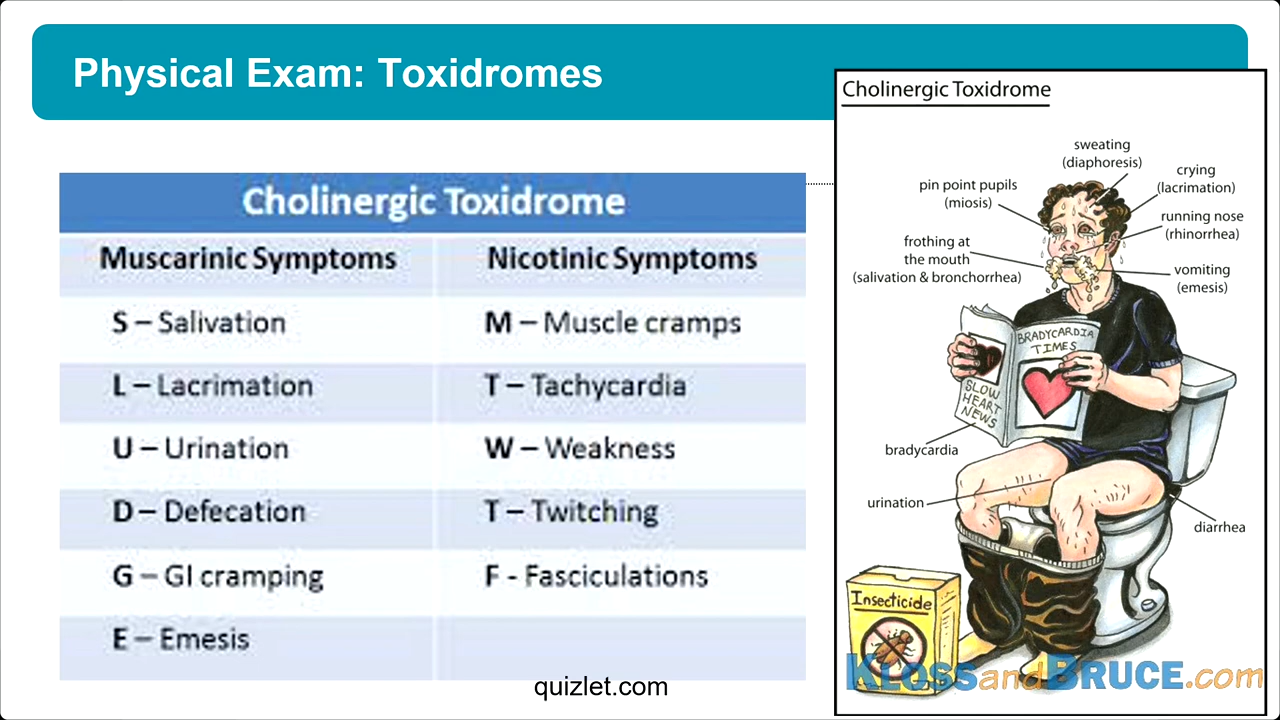 Physical Exam: Toxidromes
Cholinergic Toxidrome
Muscarinic Symptoms
Nicotinic Symptoms
S – Salivation
M – Muscle cramps
L – Lacrimation
T – Tachycardia
U – Urination
W – Weakness
D – Defecation
T – Twitching
G – GI cramping
F - Fasciculations
E – Emesis
quizlet.com
Cholinergic Toxidrome
sweating
(diaphoresis)
crying
(lacrimation)
pin point pupils
(miosis)
running nose
(rhinorrhea)
frothing at
the mouth
(salivation & bronchorrhea)
vomiting
(emesis)
BRADYCARDIA
TIMES
SLOW
HEART
NEWS
bradycardia
urination
diarrhea
Insecticide
KLOSSandBRUCE.com